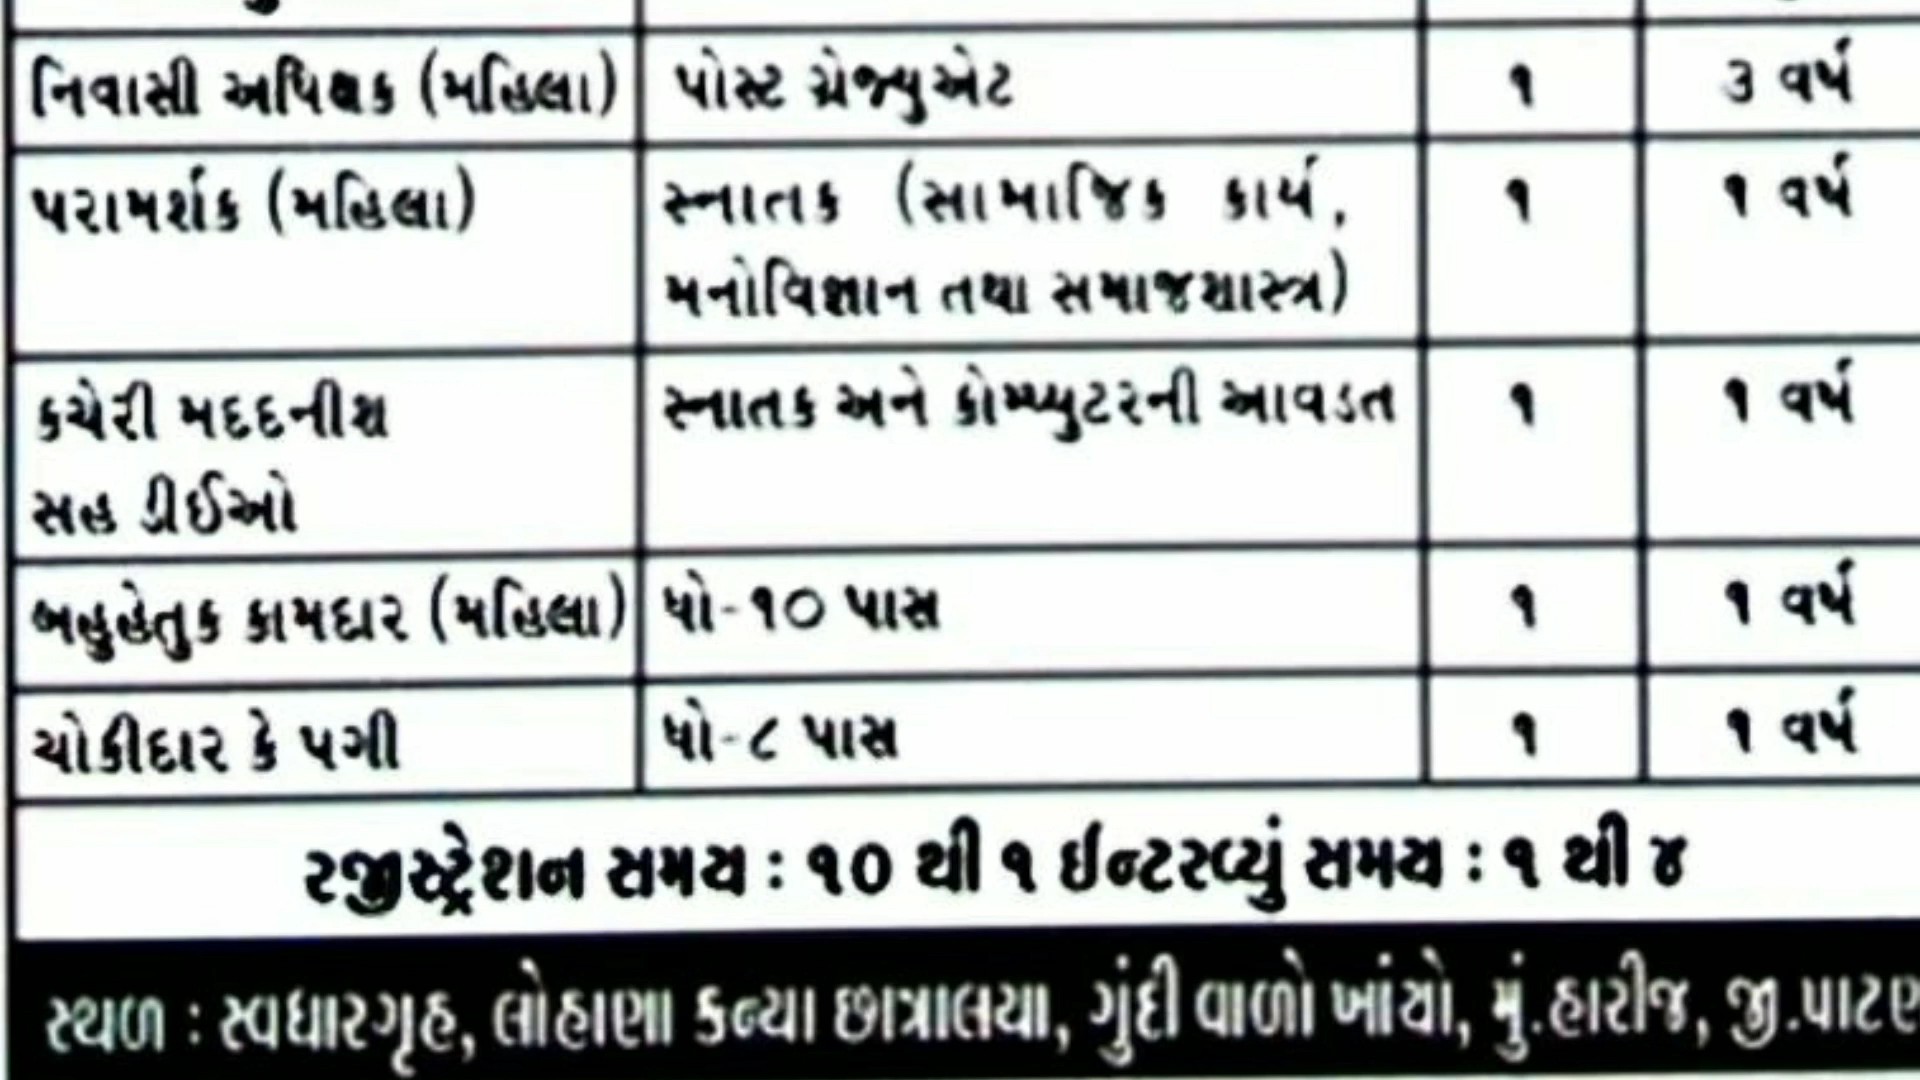 નિવાસી અધિક્ષક (મહિલા) પોસ્ટ ગ્રેજ્યુએટ ૧ ૩ વર્ષ
પરામર્શક (મહિલા) સ્નાતક (સામાજિક કાર્ય, ૧ ૧ વર્ષ
મનોવિજ્ઞાન તથા સમાજશાસ્ત્ર)
કચેરી મદદનીશ સ્નાતક અને કોમ્પ્યુટરની આવડત ૧ ૧ વર્ષ
સહ ડીઈઓ
બહુહેતુક કામદાર (મહિલા) ધો-૧૦ પાસ ૧ ૧ વર્ષ
ચોકીદાર કે પગી ધો-૮ પાસ ૧ ૧ વર્ષ
રજીસ્ટ્રેશન સમય : ૧૦ થી ૧ ઈન્ટરવ્યું સમય : ૧ થી ૪
સ્થળ : સ્વધારગૃહ, લોહાણા કન્યા છાત્રાલયા, ગુંદી વાળો ખાંચો, મું.હારીજ, જી.પાટણ